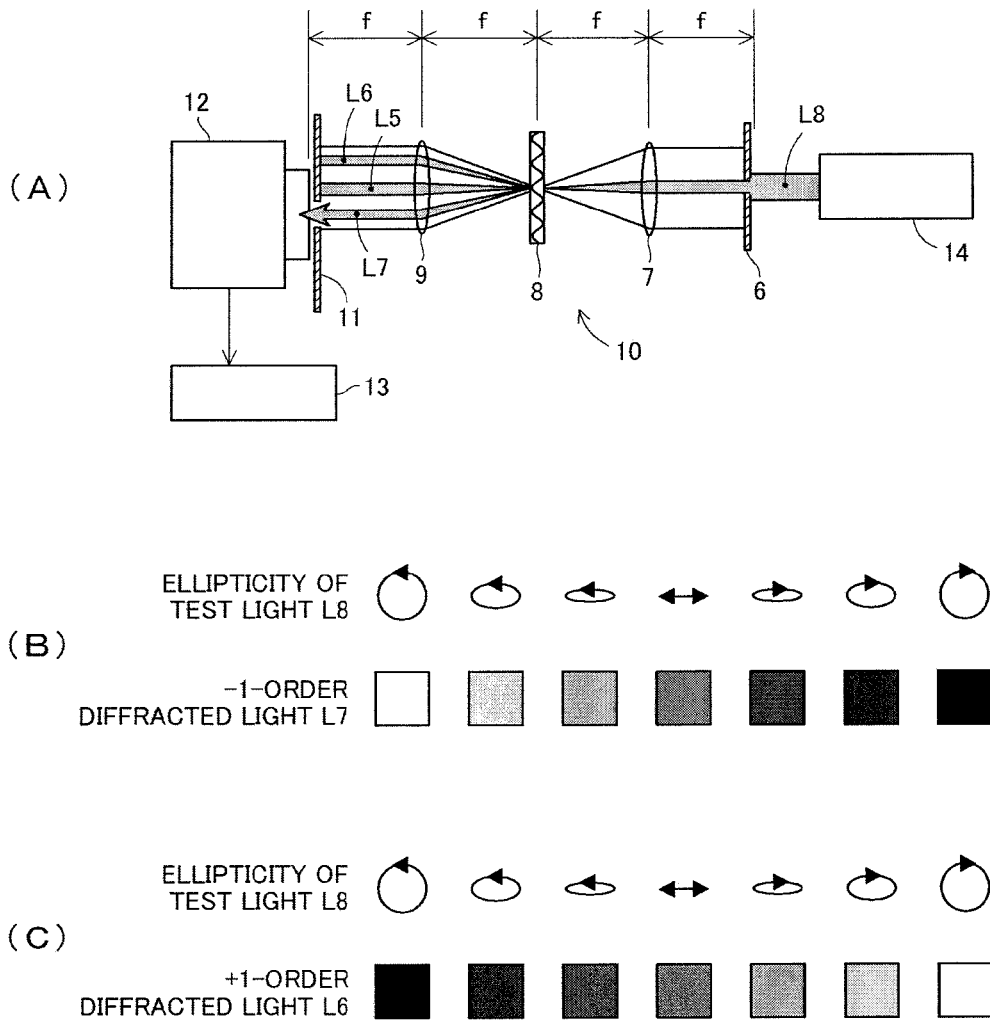 f f f f
12
L6
L5
L8
(A)
L7
9
8
7
6
14
11
10
13
ELLIPTICITY OF
TEST LIGHT L8
(B)
-1-ORDER
DIFFRACTED LIGHT L7
ELLIPTICITY OF
TEST LIGHT L8
(C)
+1-ORDER
DIFFRACTED LIGHT L6